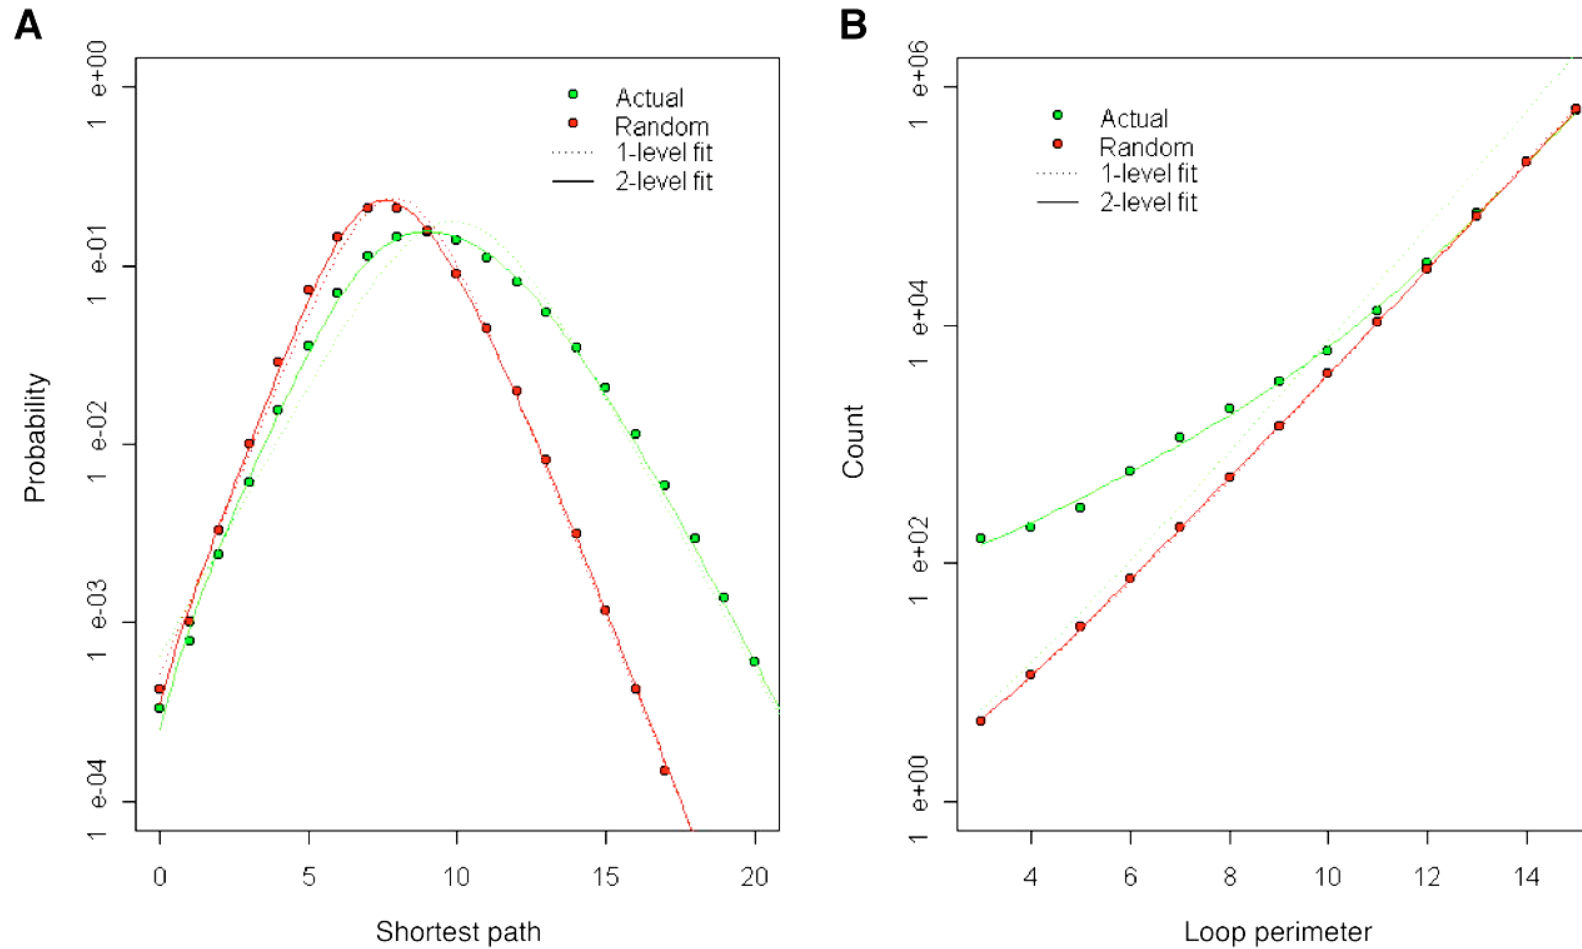 A
Probability
1 e+00
1 e-01
1 e-02
1 e-03
1 e-04
Actual
Random
1-level fit
2-level fit
0 5 10 15 20
Shortest path
B
Count
1 e+06
1 e+04
1 e+02
1 e+00
Actual
Random
1-level fit
2-level fit
4 6 8 10 12 14
Loop perimeter